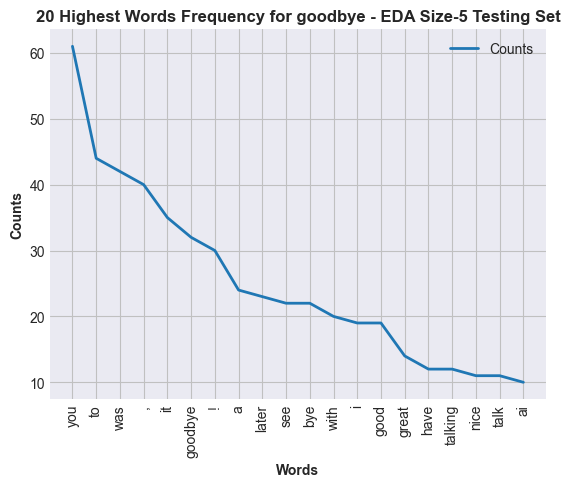 20 Highest Words Frequency for goodbye - EDA Size-5 Testing Set
Counts
60
50
40
30
20
10
Counts
you
to
was
,
it
goodbye
!
a
later
see
bye
with
i
good
great
have
talking
nice
talk
ai
Words